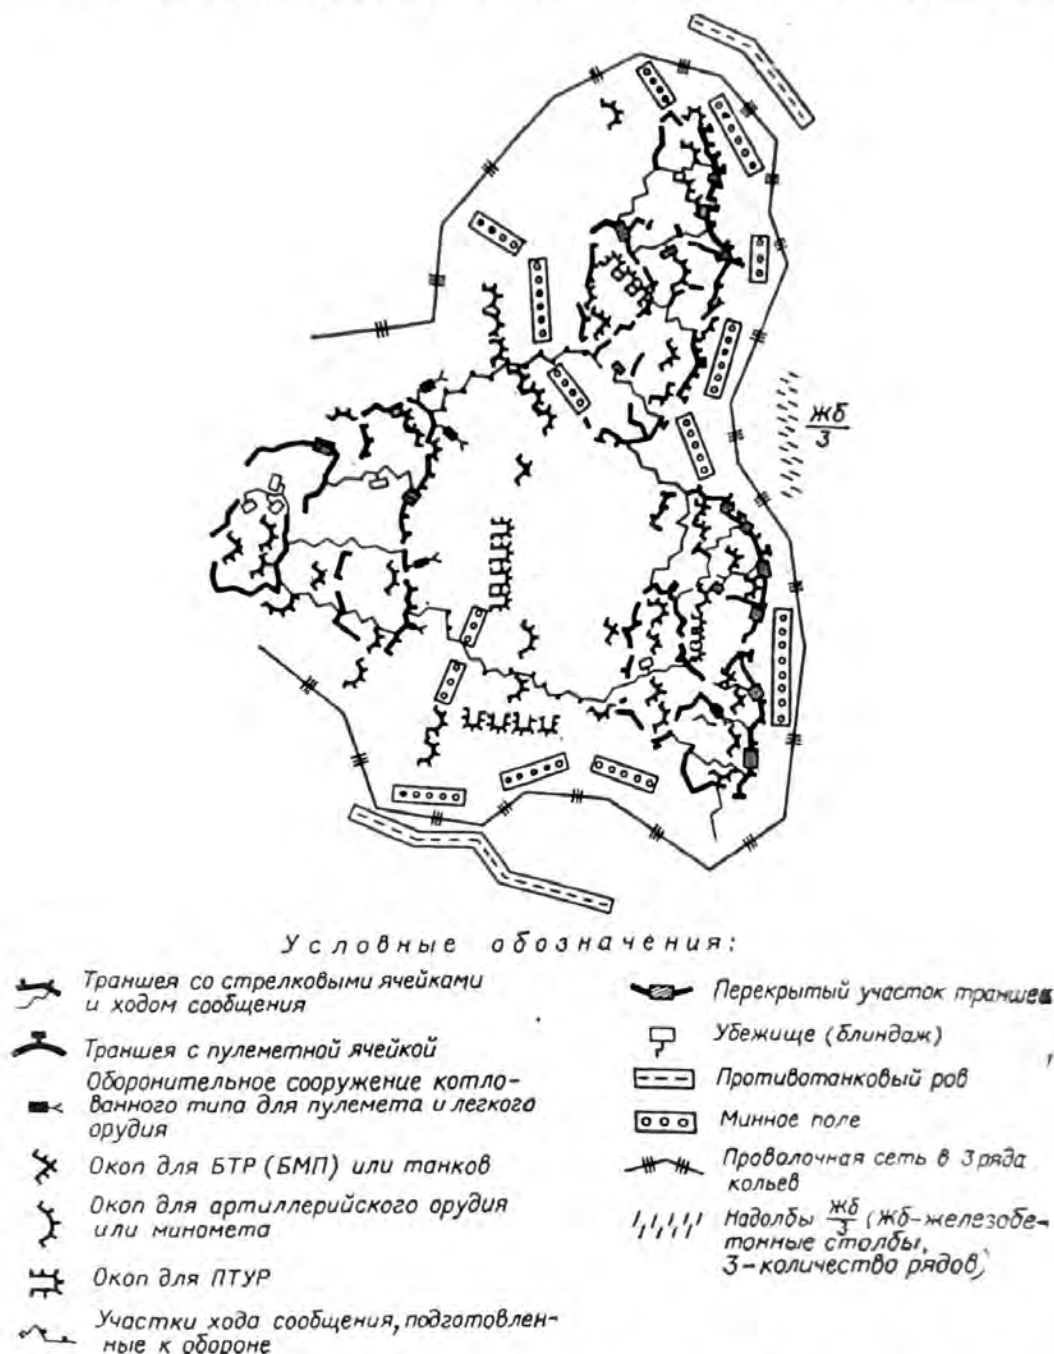 ЖБ
3
Условные обозначения:
Траншея со стрелковыми ячейками
и ходом сообщения
Траншея с пулеметной ячейкой
Оборонительное сооружение котло-
ванного типа для пулемета и легкого
орудия
Окоп для БТР (БМП) или танков
Окоп для артиллерийского орудия
или миномета
Окоп для ПТУР
Участки хода сообщения, подготовлен-
ные к обороне
Перекрытый участок траншеи
Убежище (блиндаж)
Противотанковый ров
Минное поле
Проволочная сеть в 3 ряда
кольев
Надолбы ЖБ/3 (ЖБ-железобе-
тонные столбы,
3-количество рядов)